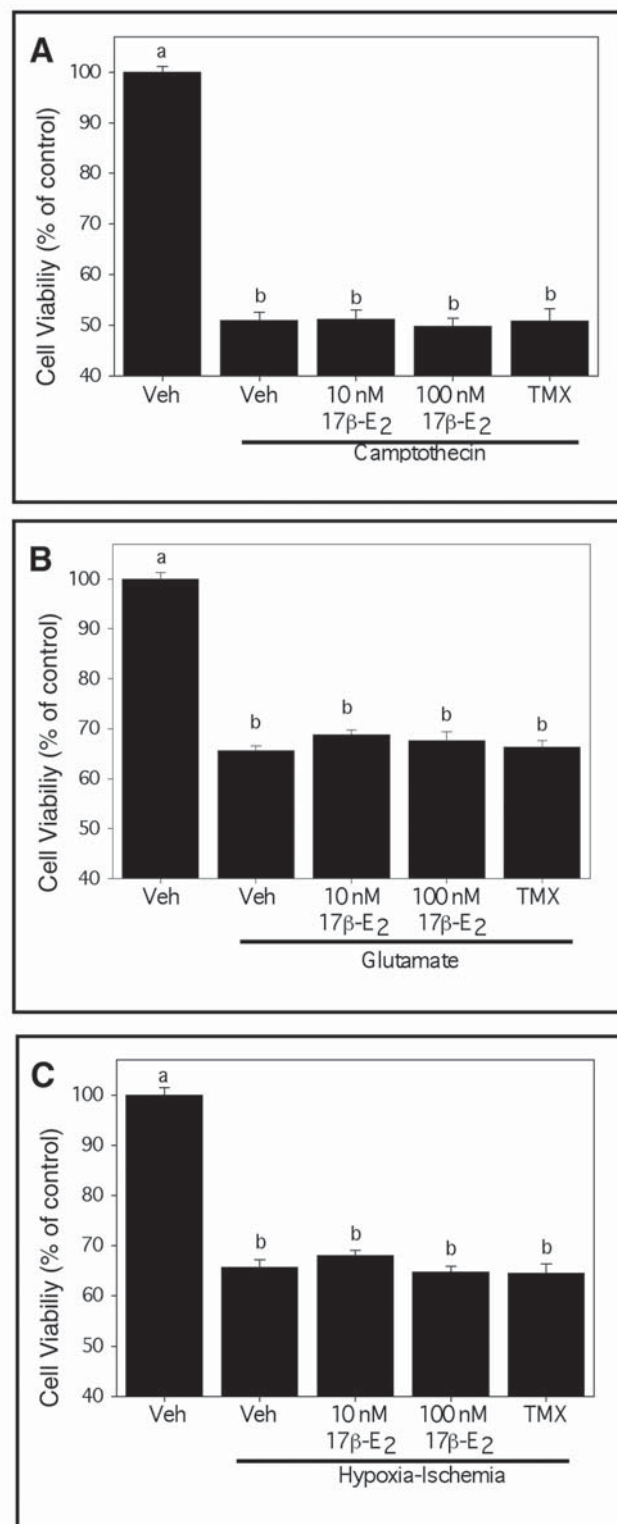 A
a
100
90
80
70
60
50
40
Cell Viabiliy (% of control)
b b b b
Veh Veh 10 nM 100 nM TMX
17β-E2 17β-E2
Camptothecin
B
a
100
90
80
70
60
50
40
Cell Viabiliy (% of control)
b b b b
Veh Veh 10 nM 100 nM TMX
17β-E2 17β-E2
Glutamate
C
a
100
90
80
70
60
50
40
Cell Viabiliy (% of control)
b b b b
Veh Veh 10 nM 100 nM TMX
17β-E2 17β-E2
Hypoxia-Ischemia